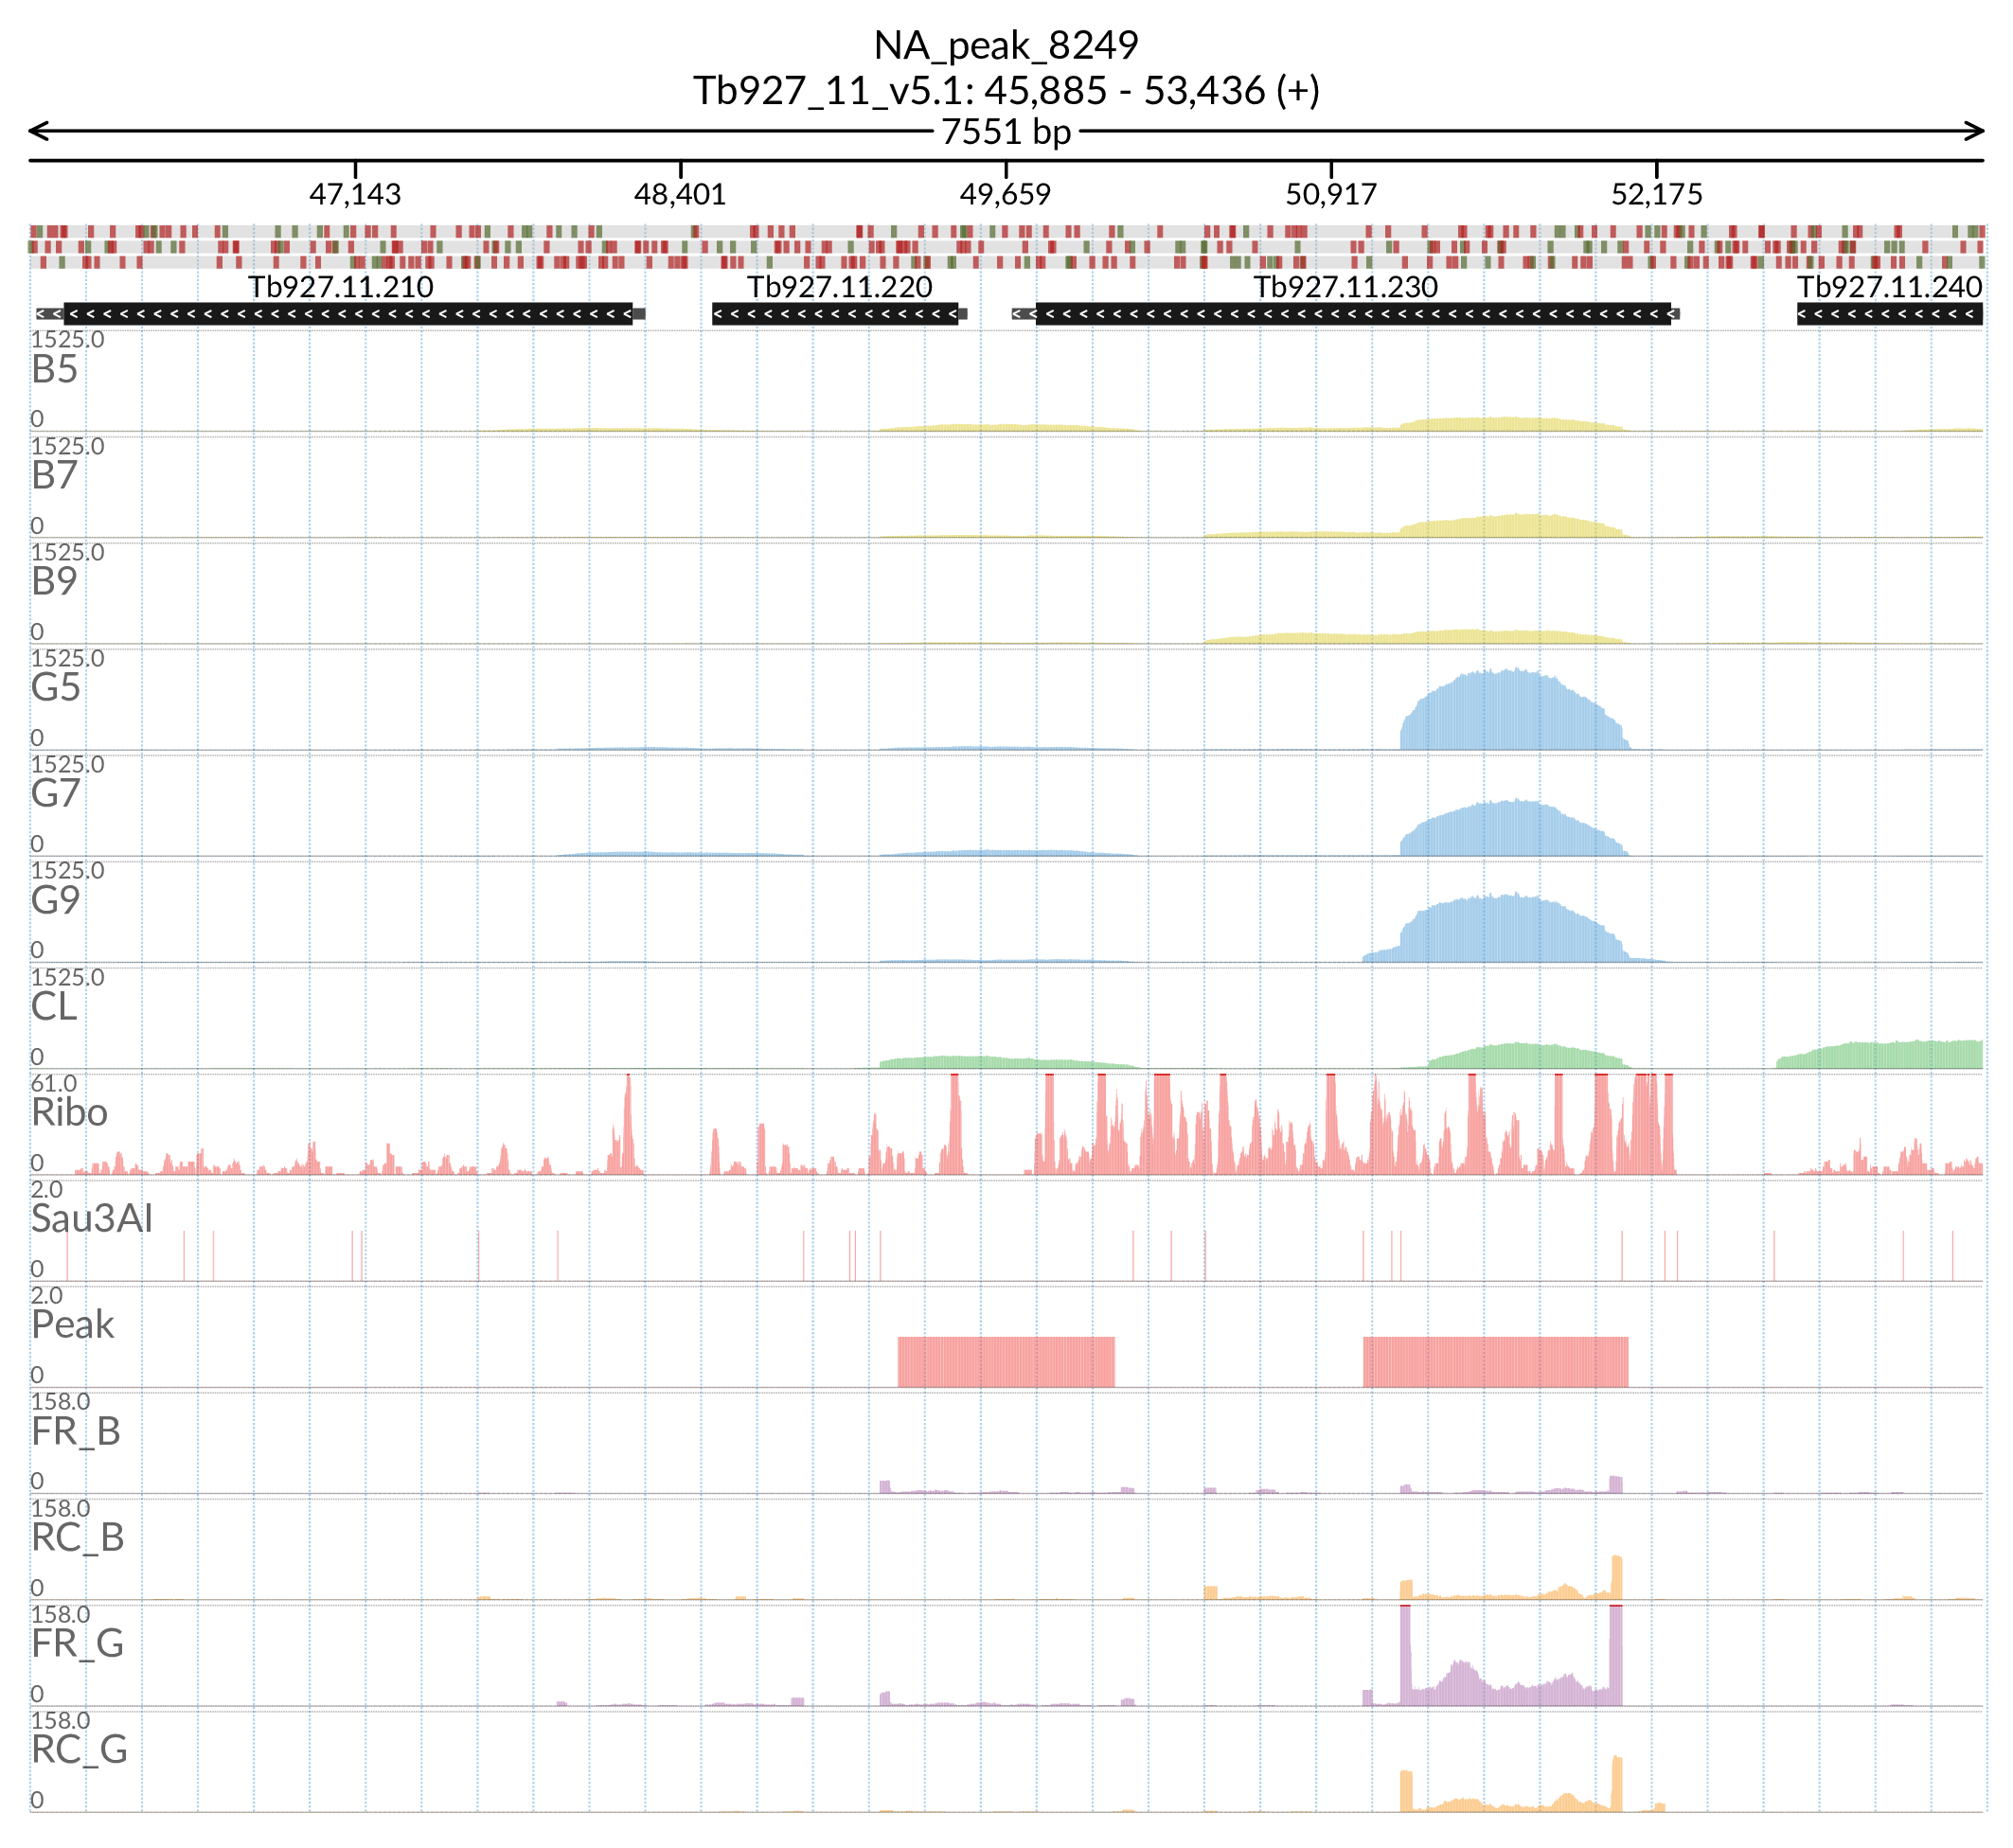 NA_peak_8249
Tb927_11_v5.1: 45,885 - 53,436 (+)
7551 bp
47,143 48,401 49,659 50,917 52,175
Tb927.11.210 Tb927.11.220 Tb927.11.230 Tb927.11.240
1525.0
B5
0
1525.0
B7
0
1525.0
B9
0
1525.0
G5
0
1525.0
G7
0
1525.0
G9
0
1525.0
CL
0
61.0
Ribo
0
2.0
Sau3AI
0
2.0
Peak
0
158.0
FR_B
0
158.0
RC_B
0
158.0
FR_G
0
158.0
RC_G
0